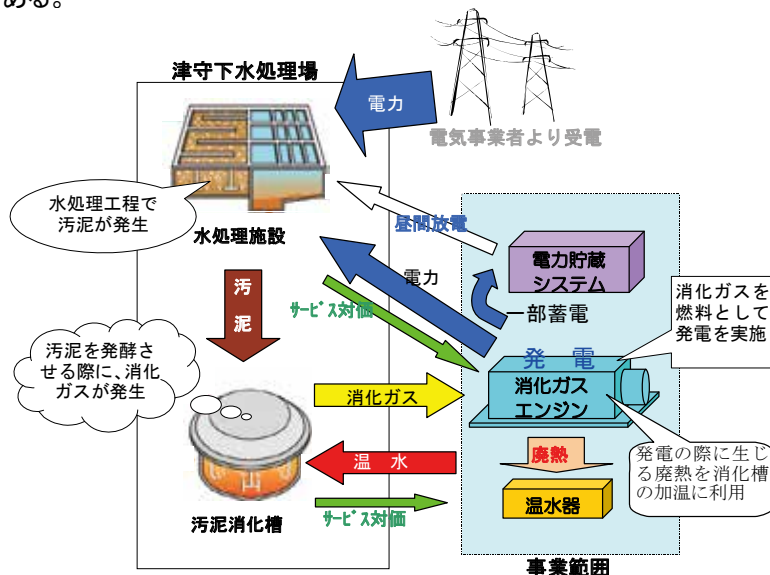 ある。
津守下水処理場
電力
電気事業者より受電
水処理工程で
汚泥が発生
水処理施設
昼間放電
電力貯蔵
システム
電力
一部蓄電
消化ガスを
燃料として
発電を実施
汚
泥
サービス対価
汚泥を発酵さ
せる際に、消化
ガスが発生
発　電
消化ガス
消化ガス
エンジン
温　水
廃熱
発電の際に生じ
る廃熱を消化槽
の加温に利用
汚泥消化槽
サービス対価
温水器
事業範囲